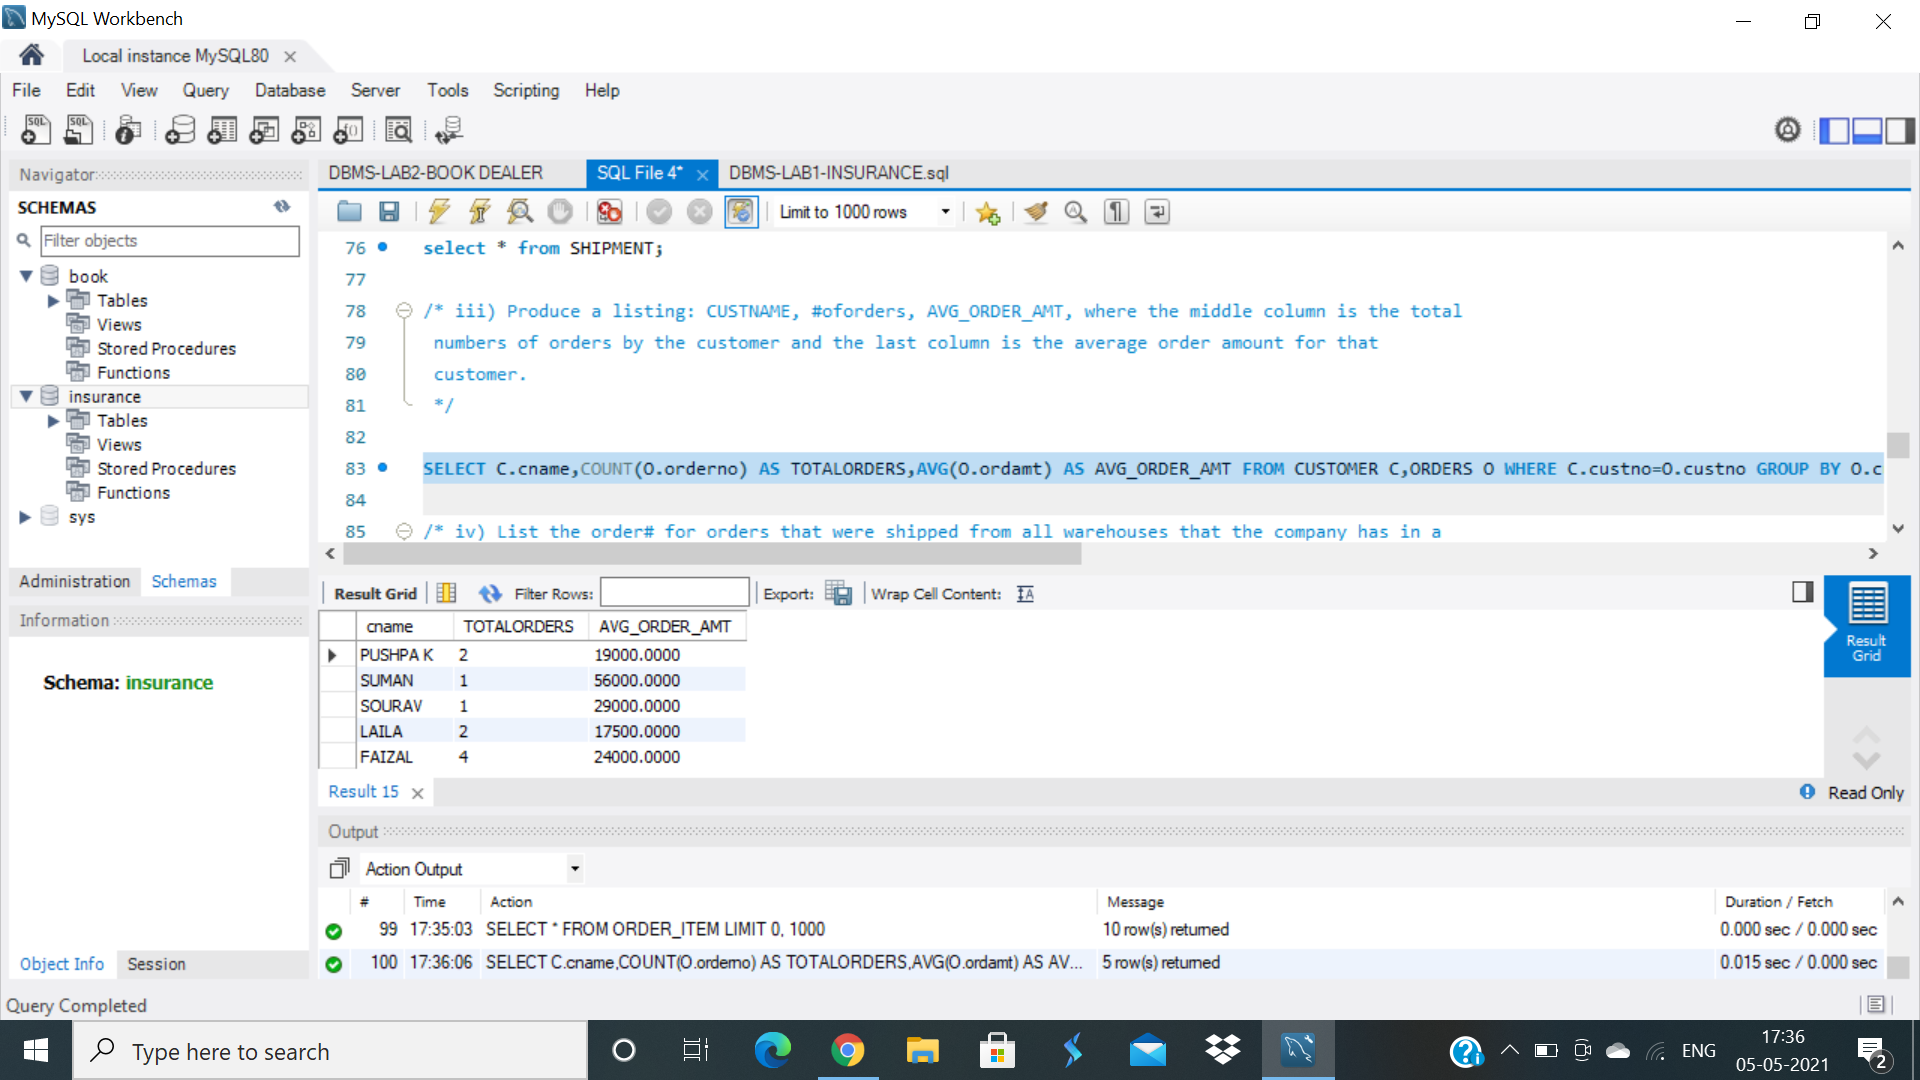 MySQL Workbench
Local instance MySQL80
File Edit View Query Database Server Tools Scripting Help
Navigator
SCHEMAS
Filter objects
book
Tables
Views
Stored Procedures
Functions
insurance
Tables
Views
Stored Procedures
Functions
sys
Administration Schemas
Information
Schema: insurance
Object Info Session
DBMS-LAB2-BOOK DEALER SQL File 4* DBMS-LAB1-INSURANCE.sql
Limit to 1000 rows
76 select * from SHIPMENT;
77
78 /* iii) Produce a listing: CUSTNAME, #oforders, AVG_ORDER_AMT, where the middle column is the total
79 numbers of orders by the customer and the last column is the average order amount for that
80 customer.
81 */
82
83 SELECT C.cname,COUNT(O.orderno) AS TOTALORDERS,AVG(O.ordamt) AS AVG_ORDER_AMT FROM CUSTOMER C,ORDERS O WHERE C.custno=O.custno GROUP BY O.c
84
85 /* iv) List the order# for orders that were shipped from all warehouses that the company has in a
Result Grid Filter Rows: Export: Wrap Cell Content:
cname TOTALORDERS AVG_ORDER_AMT
PUSHPA K 2 19000.0000
SUMAN 1 56000.0000
SOURAV 1 29000.0000
LAILA 2 17500.0000
FAIZAL 4 24000.0000
Result Grid
Result 15
Read Only
Output
Action Output
# Time Action Message Duration / Fetch
99 17:35:03 SELECT * FROM ORDER_ITEM LIMIT 0, 1000 10 row(s) returned 0.000 sec / 0.000 sec
100 17:36:06 SELECT C.cname,COUNT(O.orderno) AS TOTALORDERS,AVG(O.ordamt) AS AV... 5 row(s) returned 0.015 sec / 0.000 sec
Query Completed
Type here to search
ENG
17:36
05-05-2021
2